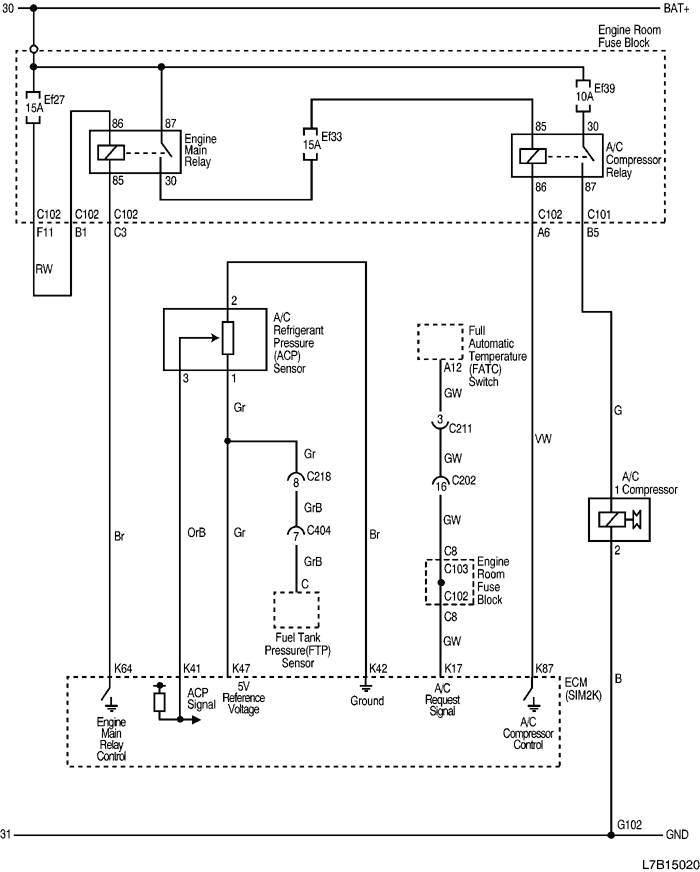 30
BAT+
Engine Room
Fuse Block
Ef27
15A
Ef39
10A
86
87
Engine
Main
Relay
85
30
Ef33
15A
85
30
A/C
Compressor
Relay
86
87
C102
C102
C102
C102
C101
F11
B1
C3
A6
B5
RW
2
A/C
Refrigerant
Pressure
(ACP)
Sensor
3
1
Full
Automatic
Temperature
(FATC)
Switch
A12
Gr
GW
3
C211
G
Gr
GW
VW
8
C218
16
C202
A/C
1 Compressor
GrB
GW
Br
OrB
Gr
7
C404
Br
2
GrB
C8
C103
Engine
Room
Fuse
Block
C
C102
C8
Fuel Tank
Pressure(FTP)
Sensor
GW
B
K64
K41
K47
K42
K17
K87
ECM
(SIM2K)
ACP
Signal
5V
Reference
Voltage
Ground
A/C
Request
Signal
Engine
Main
Relay
Control
A/C
Compressor
Control
G102
31
GND
L7B15020